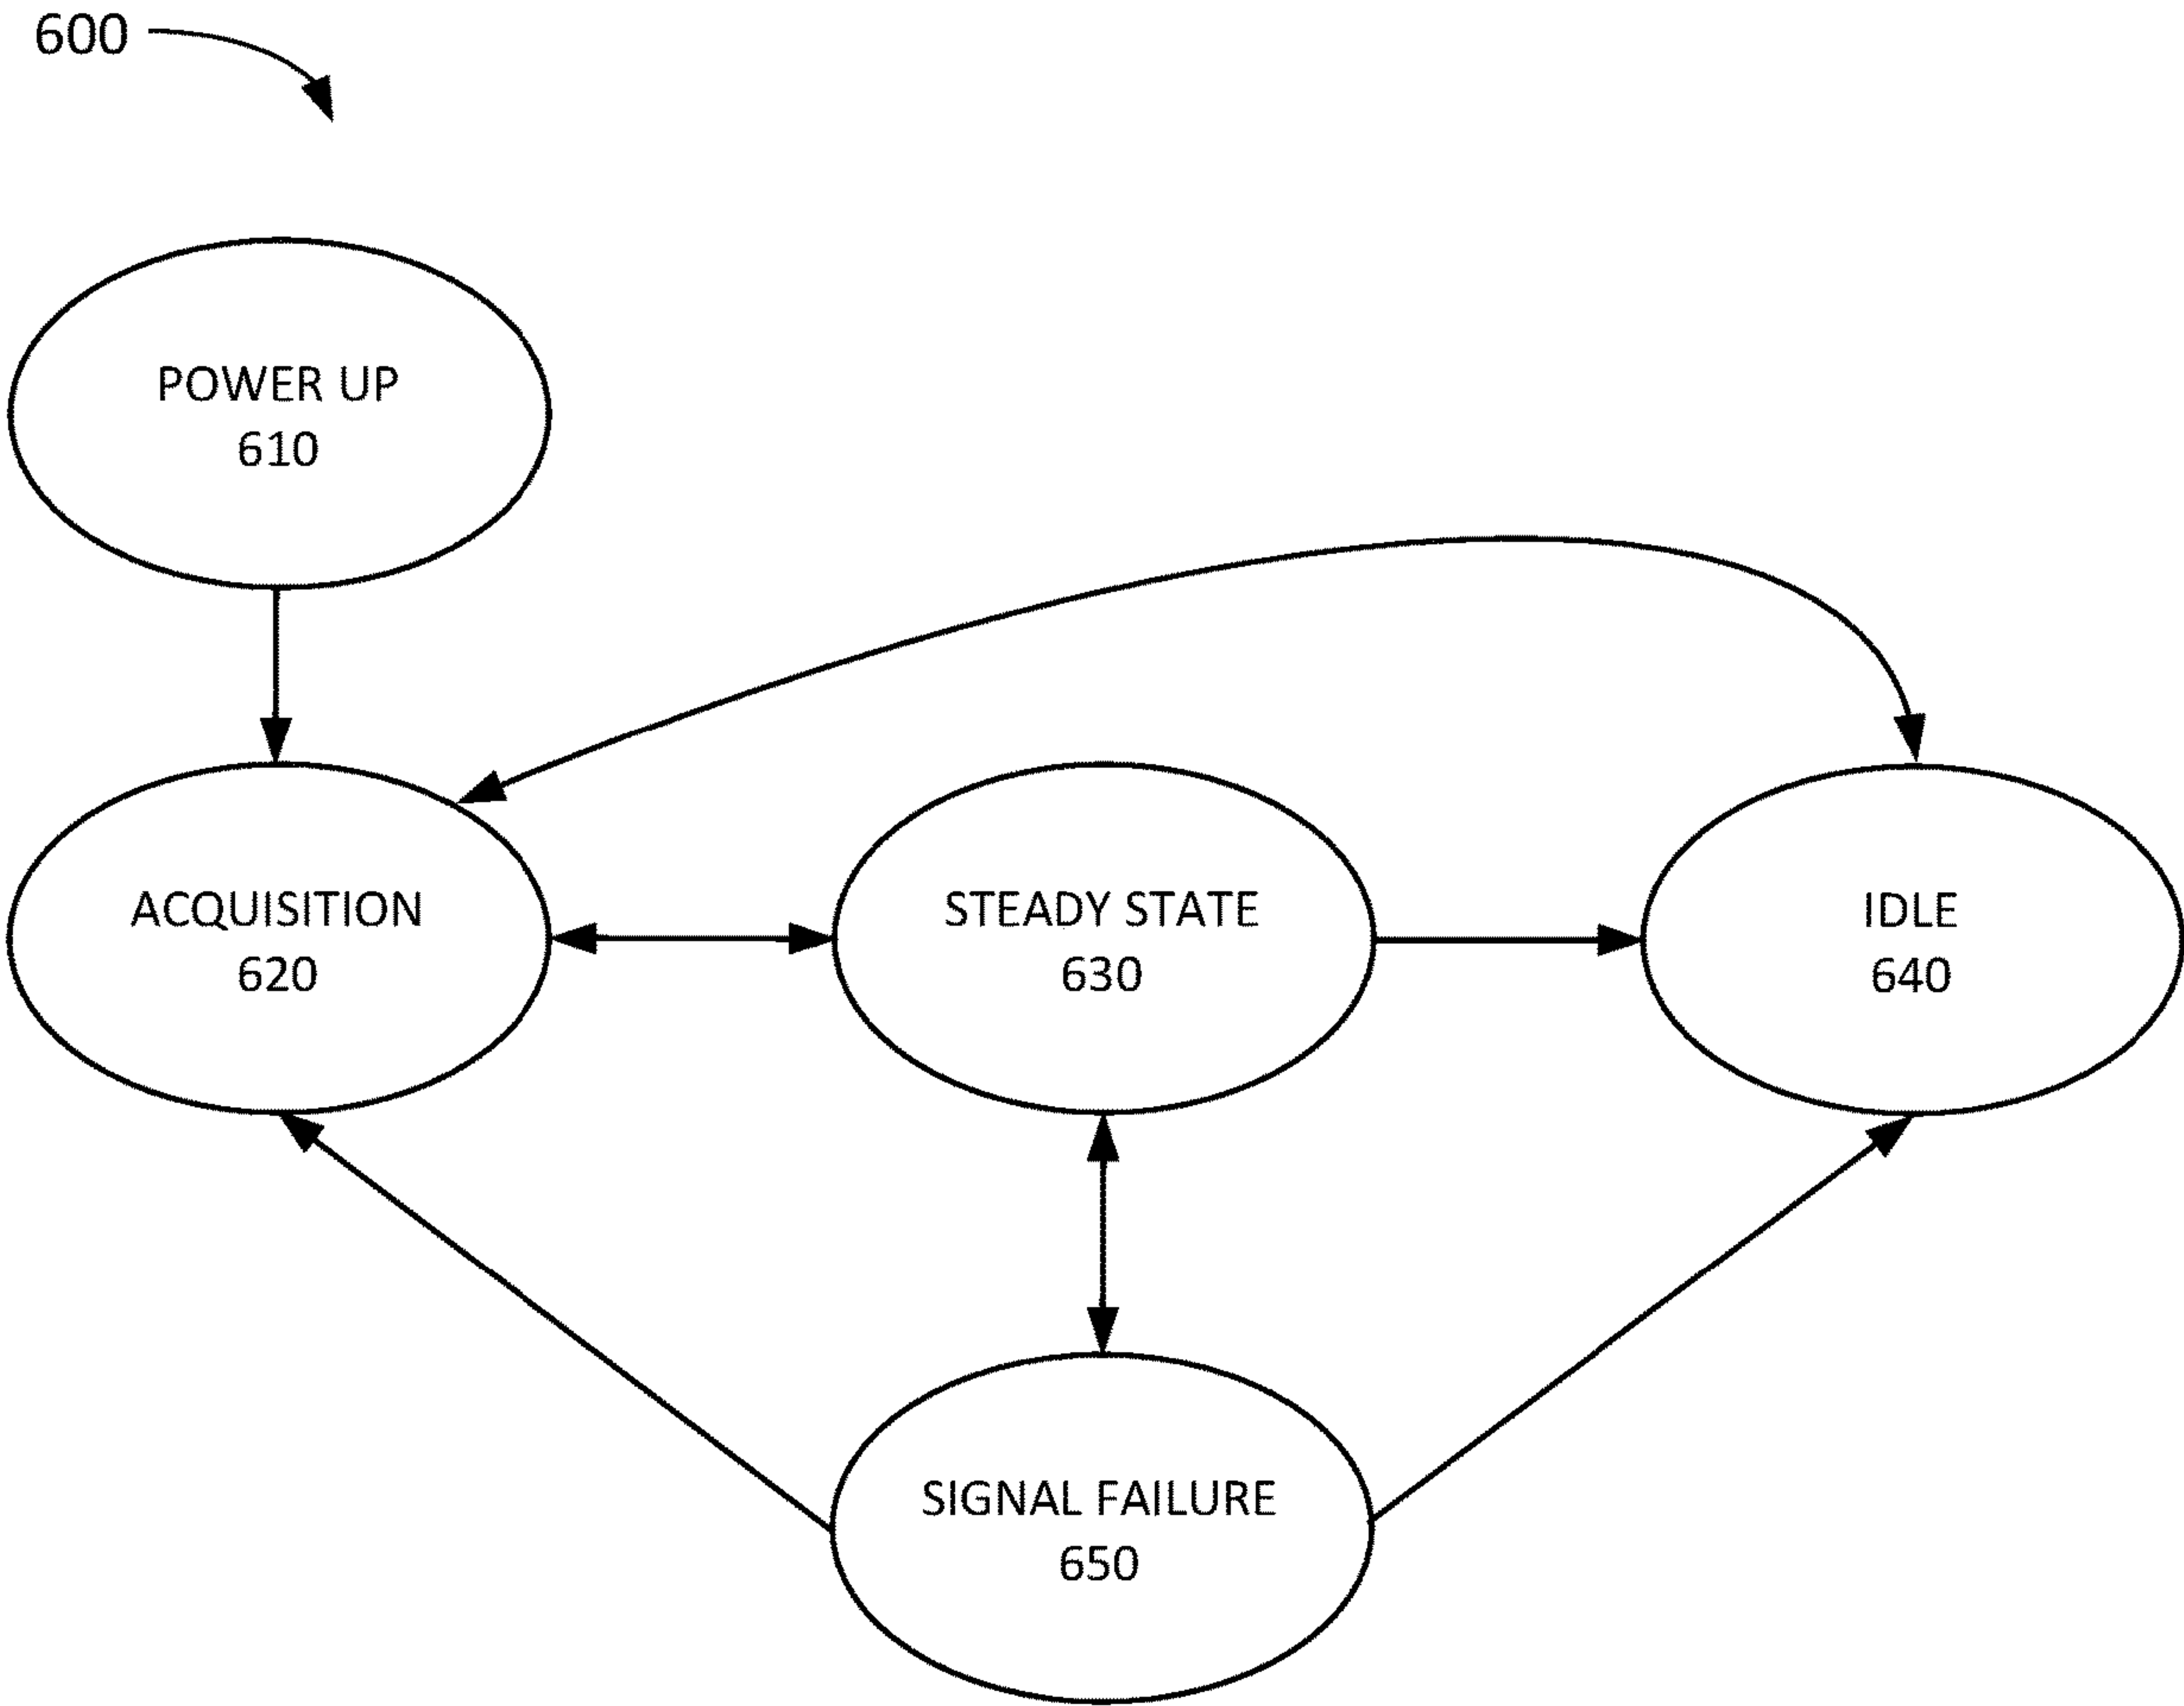 600
POWER UP
610
ACQUISITION
620
STEADY STATE
630
IDLE
640
SIGNAL FAILURE
650